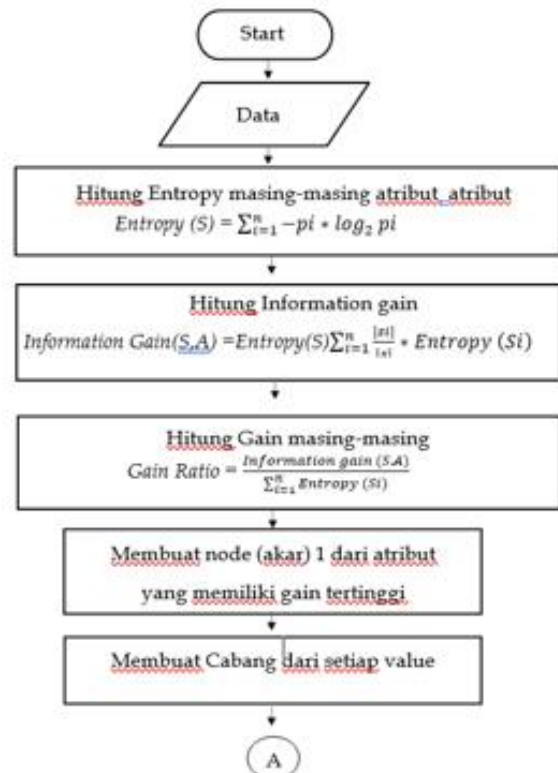 Start
Data
Hitung Entropy masing-masing atribut atribut
Entropy (S) = ∑ⁿᵢ₌₁ −pi * log₂ pi
Hitung Information gain
Information Gain(S,A) =Entropy(S)∑ⁿᵢ₌₁ |si|/|s| * Entropy (Si)
Hitung Gain masing-masing
Gain Ratio = Information gain (S.A) / ∑ⁿᵢ₌₁ Entropy (Si)
Membuat node (akar) 1 dari atribut
yang memiliki gain tertinggi
Membuat Cabang dari setiap value
A